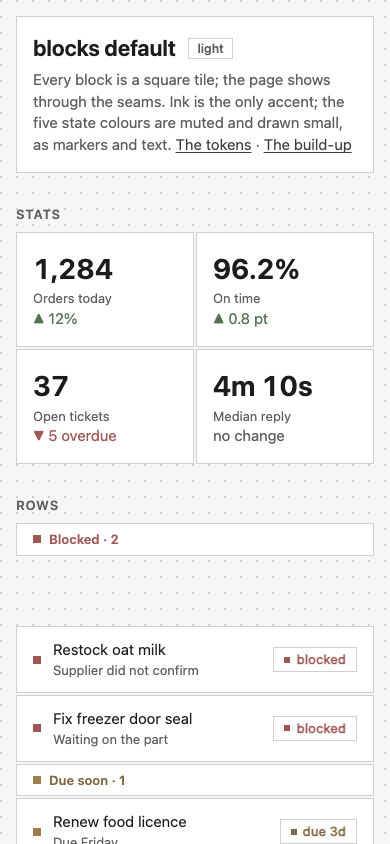 blocks default light
Every block is a square tile; the page shows
through the seams. Ink is the only accent; the
five state colours are muted and drawn small,
as markers and text. The tokens · The build-up
STATS
1,284
Orders today
▲ 12%
96.2%
On time
▲ 0.8 pt
37
Open tickets
▼ 5 overdue
4m 10s
Median reply
no change
ROWS
Blocked · 2
Restock oat milk
Supplier did not confirm
blocked
Fix freezer door seal
Waiting on the part
blocked
Due soon · 1
Renew food licence
Due Friday
due 3d